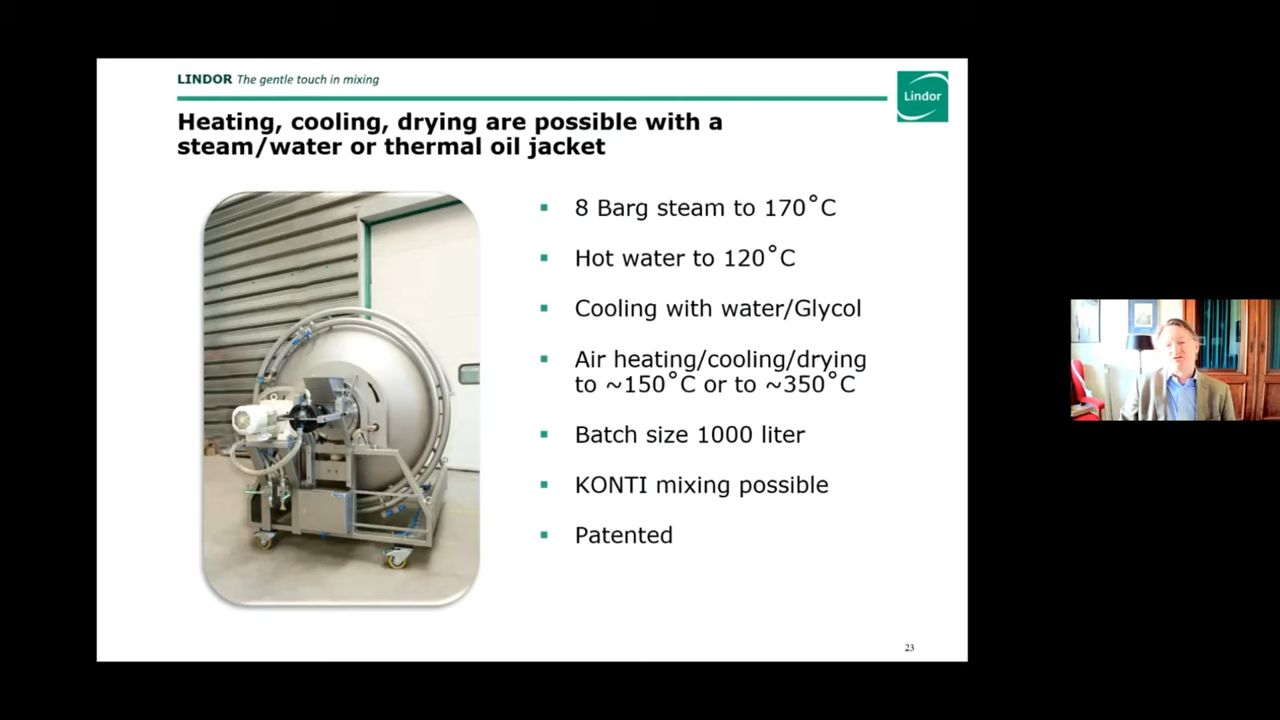 LINDOR The gentle touch in mixing
Lindor
Heating, cooling, drying are possible with a
steam/water or thermal oil jacket
▪ 8 Barg steam to 170˚C
▪ Hot water to 120˚C
▪ Cooling with water/Glycol
▪ Air heating/cooling/drying
to ~150˚C or to ~350˚C
▪ Batch size 1000 liter
▪ KONTI mixing possible
▪ Patented
23